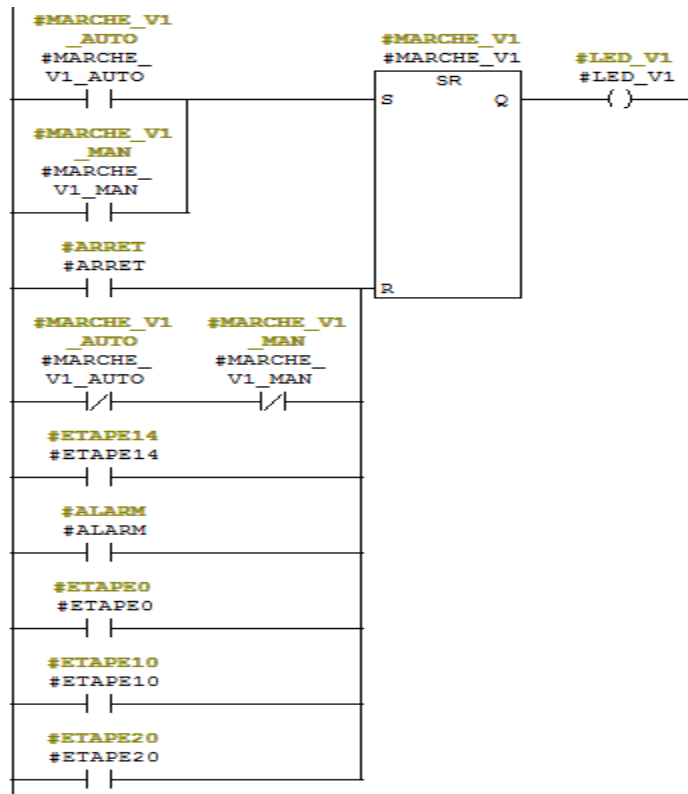 #MARCHE_V1
_AUTO
#MARCHE_
V1_AUTO
#MARCHE_V1
#MARCHE_V1
SR
S
Q
#LED_V1
#LED_V1
#MARCHE_V1
_MAN
#MARCHE_
V1_MAN
#ARRET
#ARRET
R
#MARCHE_V1
_AUTO
#MARCHE_
V1_AUTO
#MARCHE_V1
_MAN
#MARCHE_
V1_MAN
#ETAPE14
#ETAPE14
#ALARM
#ALARM
#ETAPE0
#ETAPE0
#ETAPE10
#ETAPE10
#ETAPE20
#ETAPE20